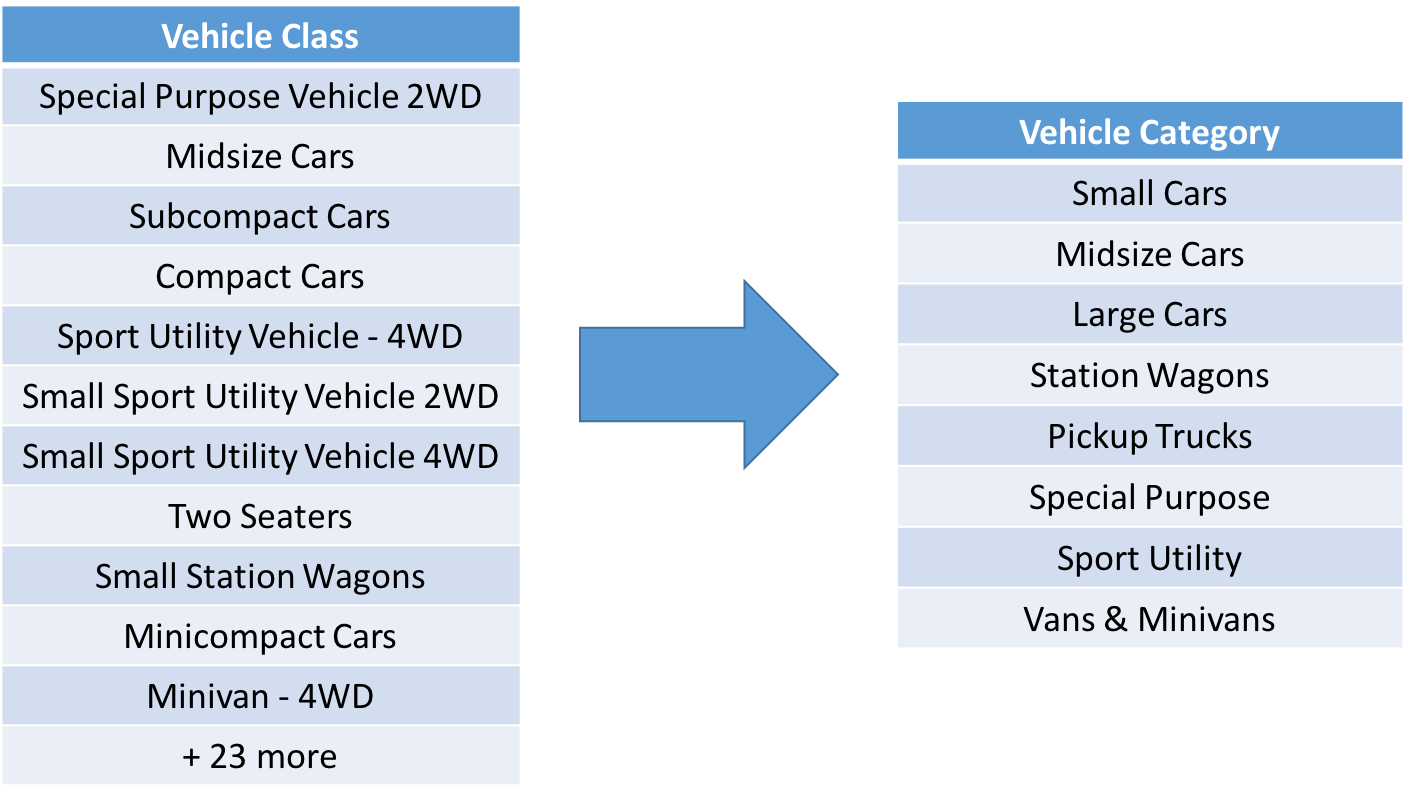 Vehicle Class
Special Purpose Vehicle 2WD
Midsize Cars
Subcompact Cars
Compact Cars
Sport Utility Vehicle - 4WD
Small Sport Utility Vehicle 2WD
Small Sport Utility Vehicle 4WD
Two Seaters
Small Station Wagons
Minicompact Cars
Minivan - 4WD
+ 23 more
Vehicle Category
Small Cars
Midsize Cars
Large Cars
Station Wagons
Pickup Trucks
Special Purpose
Sport Utility
Vans & Minivans